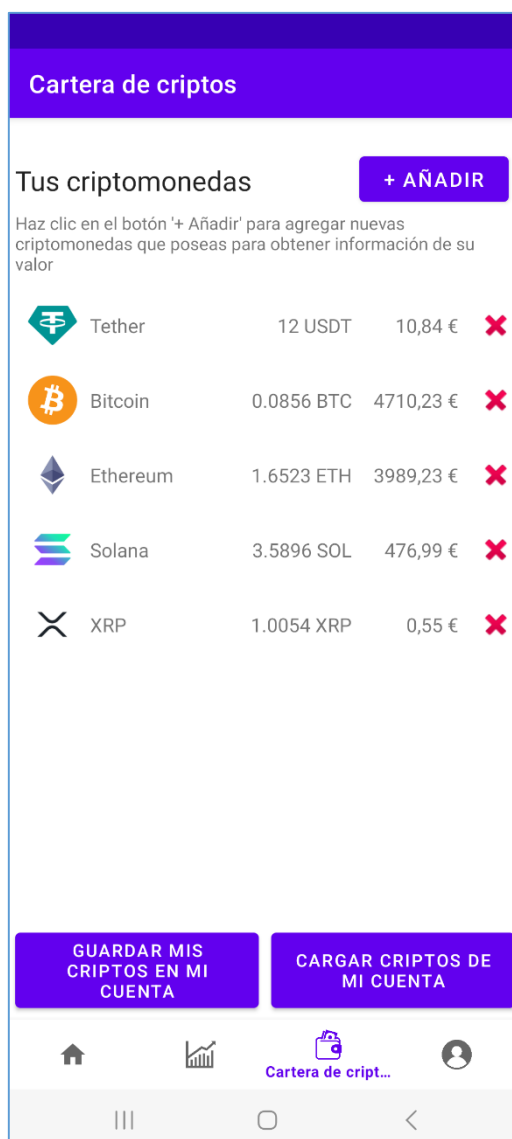 Cartera de criptos
Tus criptomonedas
+ AÑADIR
Haz clic en el botón '+ Añadir' para agregar nuevas
criptomonedas que poseas para obtener información de su
valor
Tether 12 USDT 10,84 €
Bitcoin 0.0856 BTC 4710,23 €
Ethereum 1.6523 ETH 3989,23 €
Solana 3.5896 SOL 476,99 €
XRP 1.0054 XRP 0,55 €
GUARDAR MIS
CRIPTOS EN MI
CUENTA
CARGAR CRIPTOS DE
MI CUENTA
Cartera de cript...